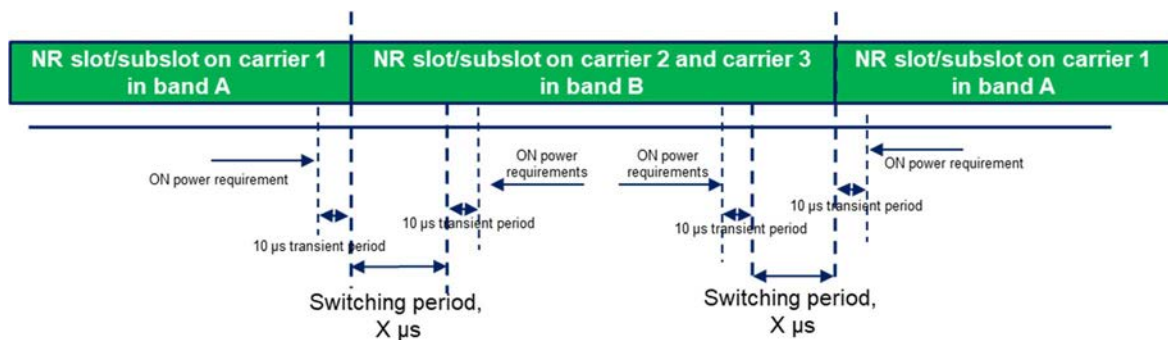 NR slot/subslot on carrier 1
in band A
NR slot/subslot on carrier 2 and carrier 3
in band B
NR slot/subslot on carrier 1
in band A
ON power requirement
ON power
requirements
ON power
requirements
ON power requirement
10 µs transient period
10 µs transient period
10 µs transient period
10 µs transient period
Switching period,
X µs
Switching period,
X µs